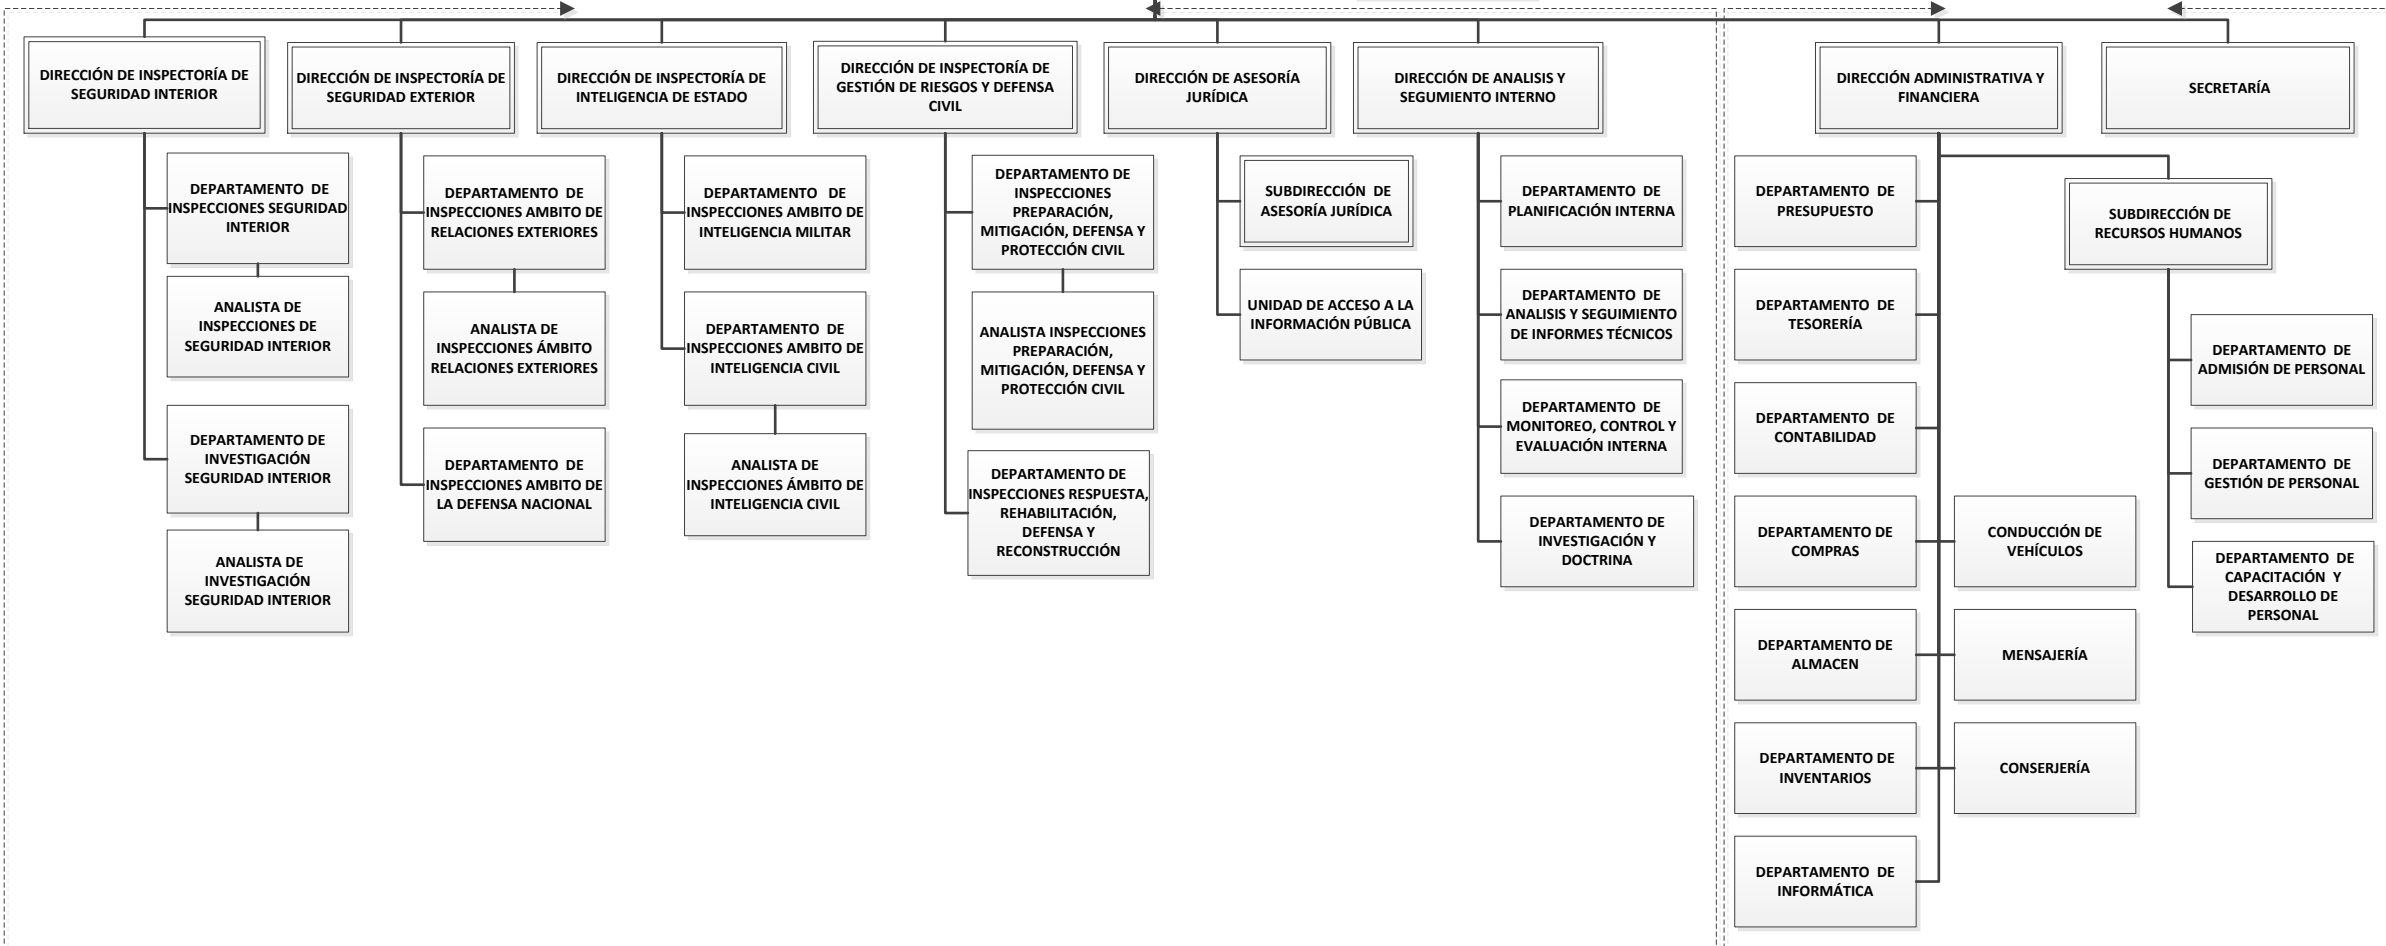 DIRECCIÓN DE INSPECTORÍA DE
SEGURIDAD INTERIOR
DIRECCIÓN DE INSPECTORÍA DE
SEGURIDAD EXTERIOR
DIRECCIÓN DE INSPECTORÍA DE
INTELIGENCIA DE ESTADO
DIRECCIÓN DE INSPECTORÍA DE
GESTIÓN DE RIESGOS Y DEFENSA
CIVIL
DIRECCIÓN DE ASESORÍA
JURÍDICA
DIRECCIÓN DE ANALISIS Y
SEGUMIENTO INTERNO
DIRECCIÓN ADMINISTRATIVA Y
FINANCIERA
SECRETARÍA
DEPARTAMENTO DE
INSPECCIONES SEGURIDAD
INTERIOR
ANALISTA DE
INSPECCIONES DE
SEGURIDAD INTERIOR
DEPARTAMENTO DE
INVESTIGACIÓN
SEGURIDAD INTERIOR
ANALISTA DE
INVESTIGACIÓN
SEGURIDAD INTERIOR
DEPARTAMENTO DE
INSPECCIONES AMBITO DE
RELACIONES EXTERIORES
ANALISTA DE
INSPECCIONES ÁMBITO
RELACIONES EXTERIORES
DEPARTAMENTO DE
INSPECCIONES AMBITO DE
LA DEFENSA NACIONAL
DEPARTAMENTO DE
INSPECCIONES AMBITO DE
INTELIGENCIA MILITAR
DEPARTAMENTO DE
INSPECCIONES AMBITO DE
INTELIGENCIA CIVIL
ANALISTA DE
INSPECCIONES ÁMBITO DE
INTELIGENCIA CIVIL
DEPARTAMENTO DE
INSPECCIONES
PREPARACIÓN,
MITIGACIÓN, DEFENSA Y
PROTECCIÓN CIVIL
ANALISTA INSPECCIONES
PREPARACIÓN,
MITIGACIÓN, DEFENSA Y
PROTECCIÓN CIVIL
DEPARTAMENTO DE
INSPECCIONES RESPUESTA,
REHABILITACIÓN,
DEFENSA Y
RECONSTRUCCIÓN
SUBDIRECCIÓN DE
ASESORÍA JURÍDICA
UNIDAD DE ACCESO A LA
INFORMACIÓN PÚBLICA
DEPARTAMENTO DE
PLANIFICACIÓN INTERNA
DEPARTAMENTO DE
ANALISIS Y SEGUIMIENTO
DE INFORMES TÉCNICOS
DEPARTAMENTO DE
MONITOREO, CONTROL Y
EVALUACIÓN INTERNA
DEPARTAMENTO DE
INVESTIGACIÓN Y
DOCTRINA
DEPARTAMENTO DE
PRESUPUESTO
DEPARTAMENTO DE
TESORERÍA
DEPARTAMENTO DE
CONTABILIDAD
DEPARTAMENTO DE
COMPRAS
DEPARTAMENTO DE
ALMACEN
DEPARTAMENTO DE
INVENTARIOS
DEPARTAMENTO DE
INFORMÁTICA
CONDUCCIÓN DE
VEHÍCULOS
MENSAJERÍA
CONSERJERÍA
SUBDIRECCIÓN DE
RECURSOS HUMANOS
DEPARTAMENTO DE
ADMISIÓN DE PERSONAL
DEPARTAMENTO DE
GESTIÓN DE PERSONAL
DEPARTAMENTO DE
CAPACITACIÓN Y
DESARROLLO DE
PERSONAL